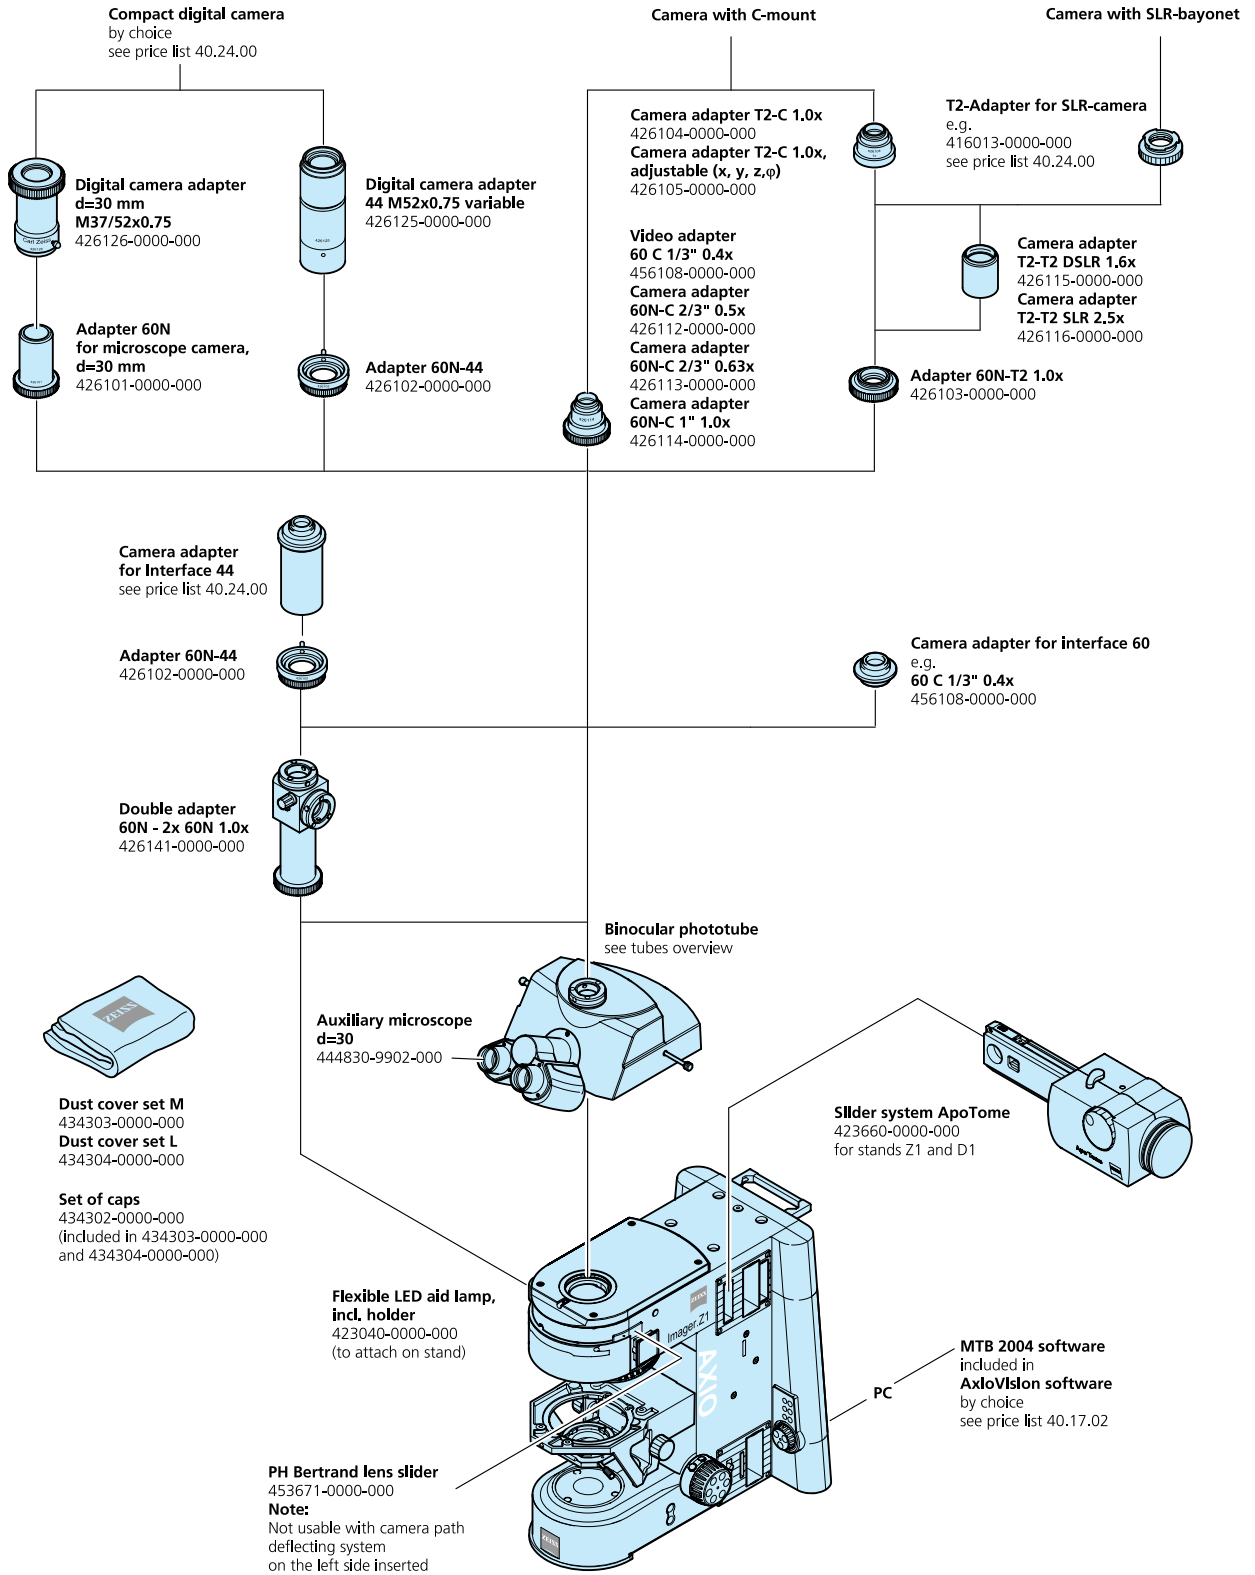 Compact digital camera
by choice
see price list 40.24.00
Camera with C-mount
Camera with SLR-bayonet
Camera adapter T2-C 1.0x
426104-0000-000
Camera adapter T2-C 1.0x,
adjustable (x, y, z,φ)
426105-0000-000
T2-Adapter for SLR-camera
e.g.
416013-0000-000
see price list 40.24.00
Digital camera adapter
d=30 mm
M37/52x0.75
426126-0000-000
Carl Zeiss
Digital camera adapter
44 M52x0.75 variable
426125-0000-000
Video adapter
60 C 1/3" 0.4x
456108-0000-000
Camera adapter
60N-C 2/3" 0.5x
426112-0000-000
Camera adapter
60N-C 2/3" 0.63x
426113-0000-000
Camera adapter
60N-C 1" 1.0x
426114-0000-000
426114
Camera adapter
T2-T2 DSLR 1.6x
426115-0000-000
Camera adapter
T2-T2 SLR 2.5x
426116-0000-000
Adapter 60N
for microscope camera,
d=30 mm
426101-0000-000
Adapter 60N-44
426102-0000-000
Adapter 60N-T2 1.0x
426103-0000-000
Camera adapter
for Interface 44
see price list 40.24.00
Adapter 60N-44
426102-0000-000
Camera adapter for interface 60
e.g.
60 C 1/3" 0.4x
456108-0000-000
Double adapter
60N - 2x 60N 1.0x
426141-0000-000
Binocular phototube
see tubes overview
ZEISS
Auxiliary microscope
d=30
444830-9902-000
Dust cover set M
434303-0000-000
Dust cover set L
434304-0000-000
Set of caps
434302-0000-000
(included in 434303-0000-000
and 434304-0000-000)
Slider system ApoTome
423660-0000-000
for stands Z1 and D1
ApoTome
Flexible LED aid lamp,
incl. holder
423040-0000-000
(to attach on stand)
ZEISS
Imager.Z1
AXIO
PC
MTB 2004 software
included in
AxioVision software
by choice
see price list 40.17.02
PH Bertrand lens slider
453671-0000-000
Note:
Not usable with camera path
deflecting system
on the left side inserted
ZEISS